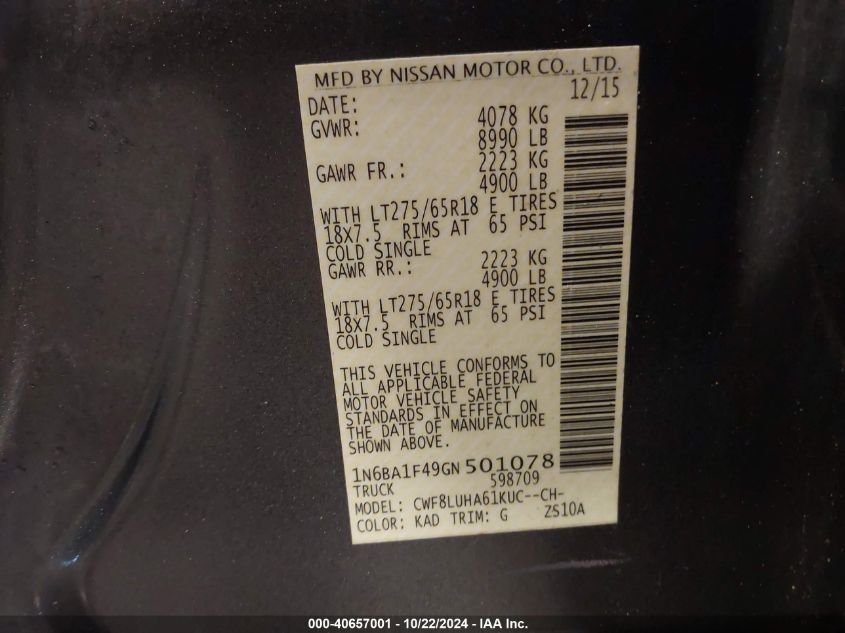 MFD BY NISSAN MOTOR CO., LTD.
DATE: 12/15
GVWR: 4078 KG
8990 LB
GAWR FR.: 2223 KG
4900 LB
WITH LT275/65R18 E TIRES
18X7.5 RIMS AT 65 PSI
COLD SINGLE
GAWR RR.: 2223 KG
4900 LB
WITH LT275/65R18 E TIRES
18X7.5 RIMS AT 65 PSI
COLD SINGLE
THIS VEHICLE CONFORMS TO
ALL APPLICABLE FEDERAL
MOTOR VEHICLE SAFETY
STANDARDS IN EFFECT ON
THE DATE OF MANUFACTURE
SHOWN ABOVE.
1N6BA1F49GN501078
TRUCK 598709
MODEL: CWF8LUHA61KUC--CH-
COLOR: KAD TRIM: G ZS10A
000-40657001 - 10/22/2024 - IAA Inc.